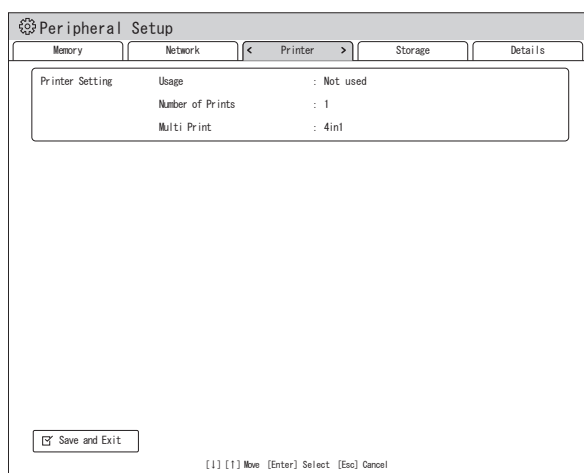 Peripheral Setup
Memory Network < Printer > Storage Details
Printer Setting Usage : Not used
Number of Prints : 1
Multi Print : 4in1
Save and Exit
[↓] [↑] Move [Enter] Select [Esc] Cancel